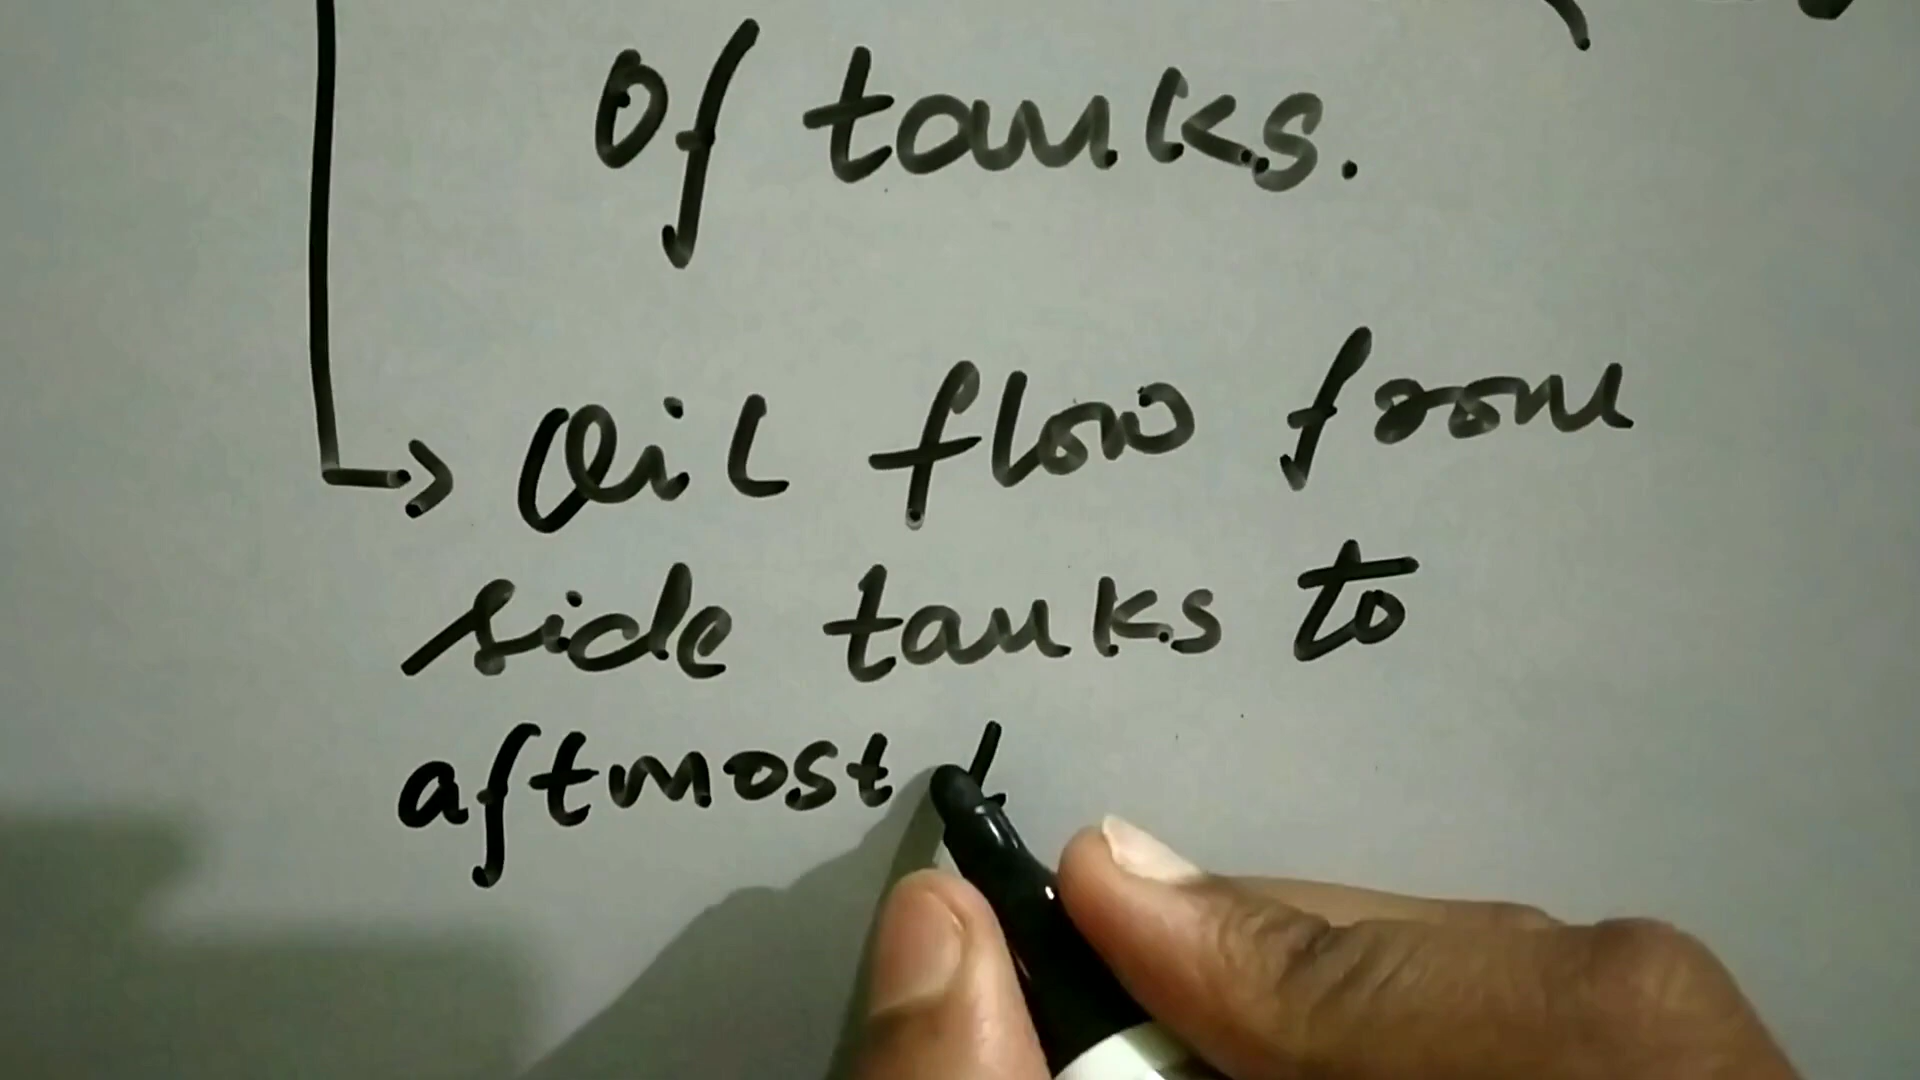 Of tanks.
Oil flow from
side tanks to
aftmost t